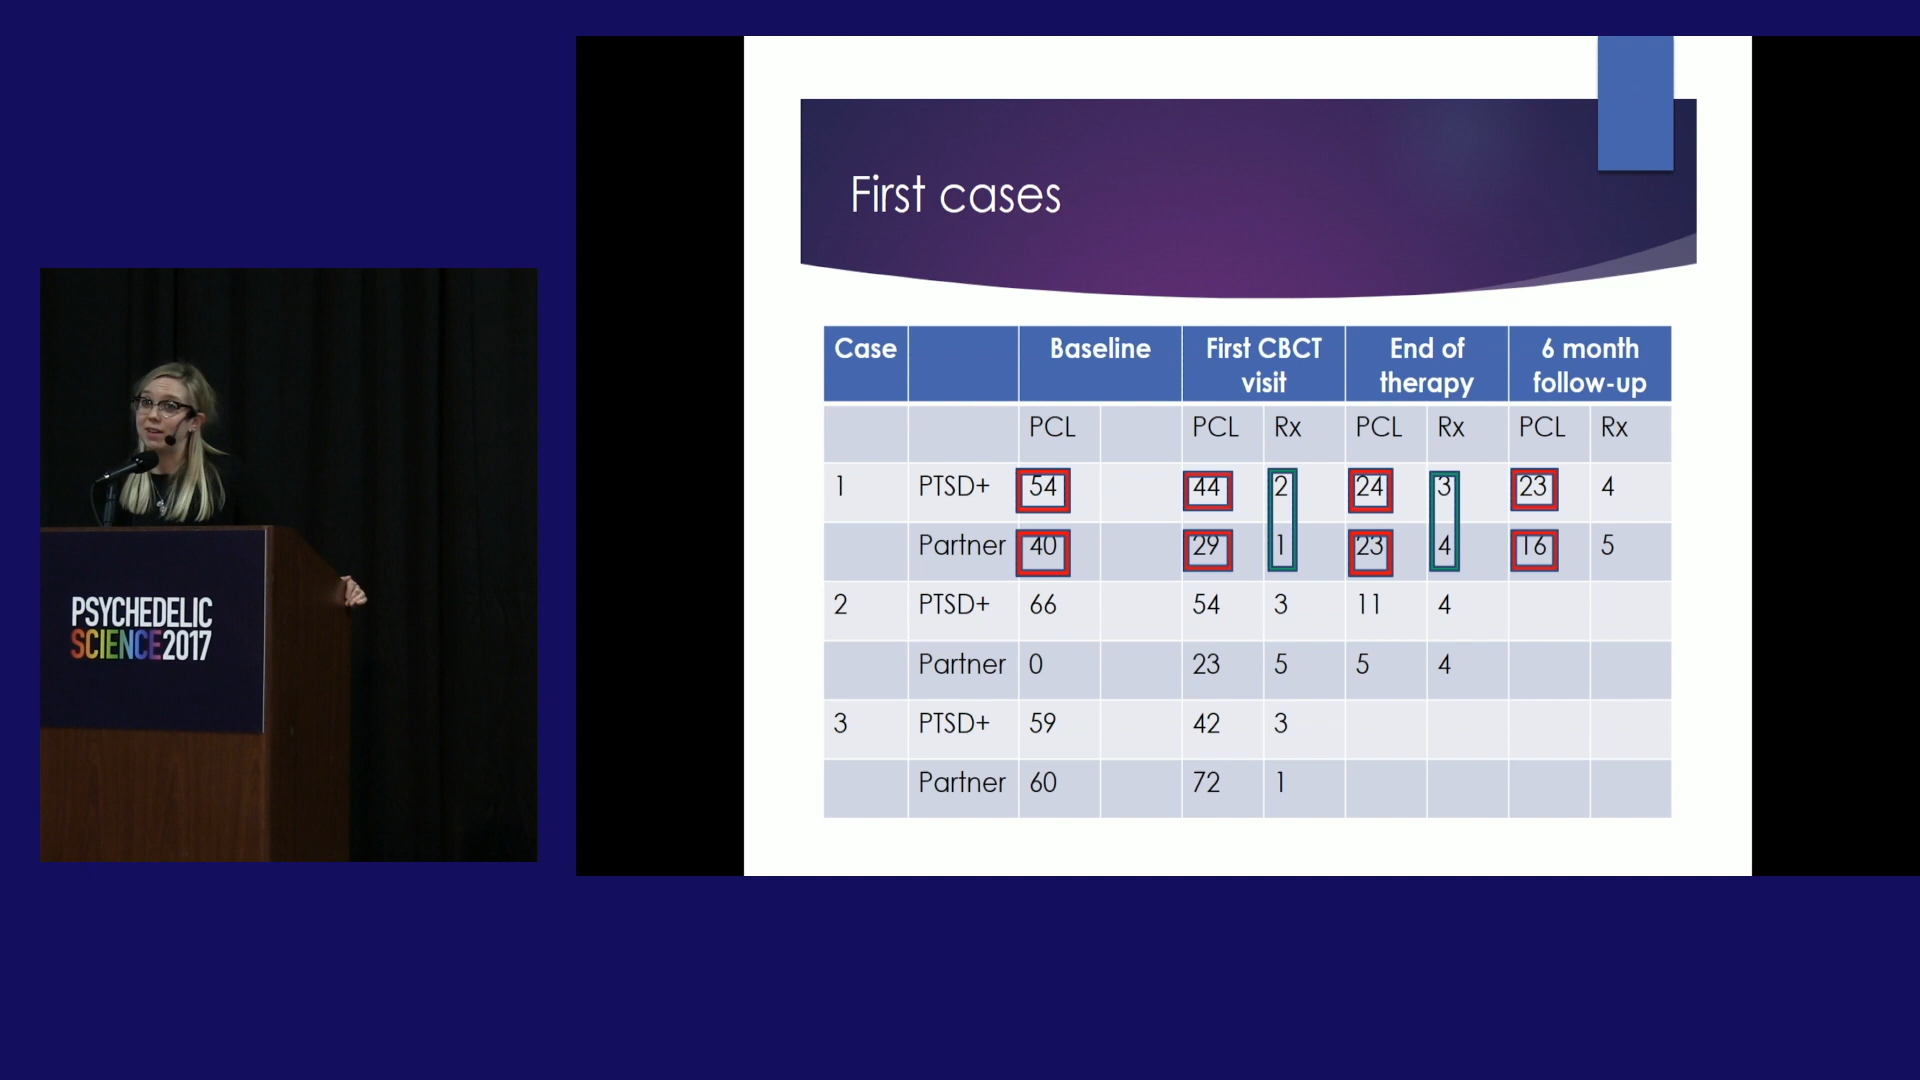 First cases
Case Baseline First CBCT visit End of therapy 6 month follow-up
PCL PCL Rx PCL Rx PCL Rx
1 PTSD+ 54 44 2 24 3 23 4
Partner 40 29 1 23 4 16 5
2 PTSD+ 66 54 3 11 4
Partner 0 23 5 5 4
3 PTSD+ 59 42 3
Partner 60 72 1
PSYCHEDELIC
SCIENCE2017